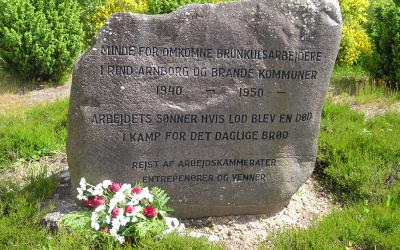 MINDE FOR OMKOMNE BRUNKULSARBEJDERE
I RIND-ARNBORG OG BRANDE KOMMUNER
1940 - 1950 -
ARBEJDETS SØNNER HVIS LOD BLEV EN DØD
I KAMP FOR DET DAGLIGE BRØD
REJST AF ARBEJDSKAMMERATER
ENTREPENØRER OG VENNER